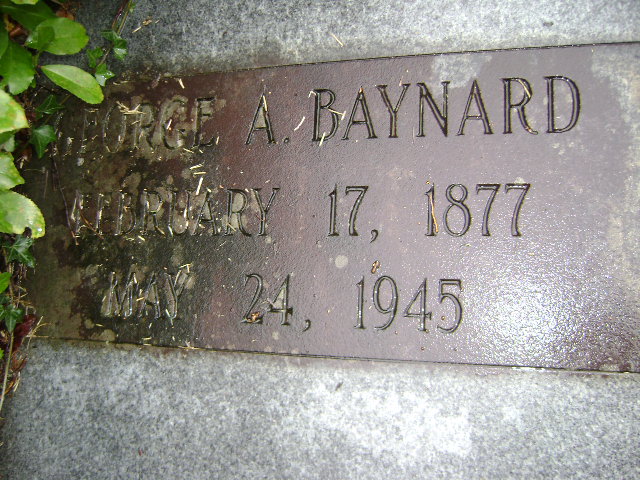 GEORGE A. BAYNARD
FEBRUARY 17, 1877
MAY 24, 1945